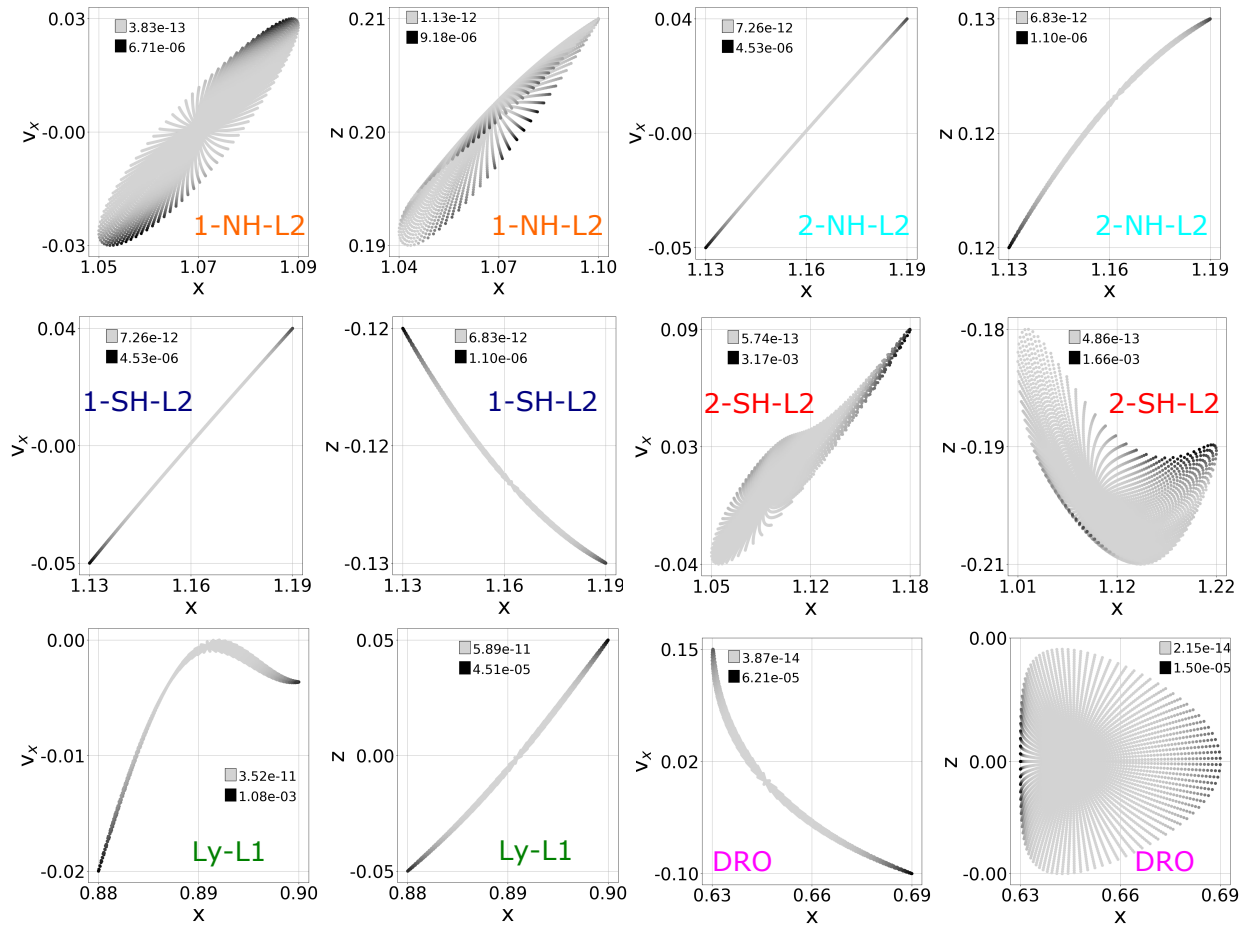 0.03
3.83e-13
6.71e-06
v_x
-0.00
1-NH-L2
-0.03
1.05
1.07
1.09
x
0.21
1.13e-12
9.18e-06
z
0.20
1-NH-L2
0.19
1.04
1.07
1.10
x
0.04
7.26e-12
4.53e-06
v_x
-0.00
2-NH-L2
-0.05
1.13
1.16
1.19
x
0.13
6.83e-12
1.10e-06
z
0.12
2-NH-L2
0.12
1.13
1.16
1.19
x
0.04
7.26e-12
4.53e-06
1-SH-L2
v_x
-0.00
-0.05
1.13
1.16
1.19
x
-0.12
6.83e-12
1.10e-06
1-SH-L2
z
-0.12
-0.13
1.13
1.16
1.19
x
0.09
5.74e-13
3.17e-03
2-SH-L2
v_x
0.03
-0.04
1.05
1.12
1.18
x
-0.18
4.86e-13
1.66e-03
2-SH-L2
z
-0.19
-0.21
1.01
1.12
1.22
x
0.00
v_x
-0.01
3.52e-11
1.08e-03
Ly-L1
-0.02
0.88
0.89
0.90
x
0.05
5.89e-11
4.51e-05
z
0.00
Ly-L1
-0.05
0.88
0.89
0.90
x
0.15
3.87e-14
6.21e-05
v_x
0.02
DRO
-0.10
0.63
0.66
0.69
x
0.00
2.15e-14
1.50e-05
z
0.00
DRO
-0.00
0.63
0.66
0.69
x